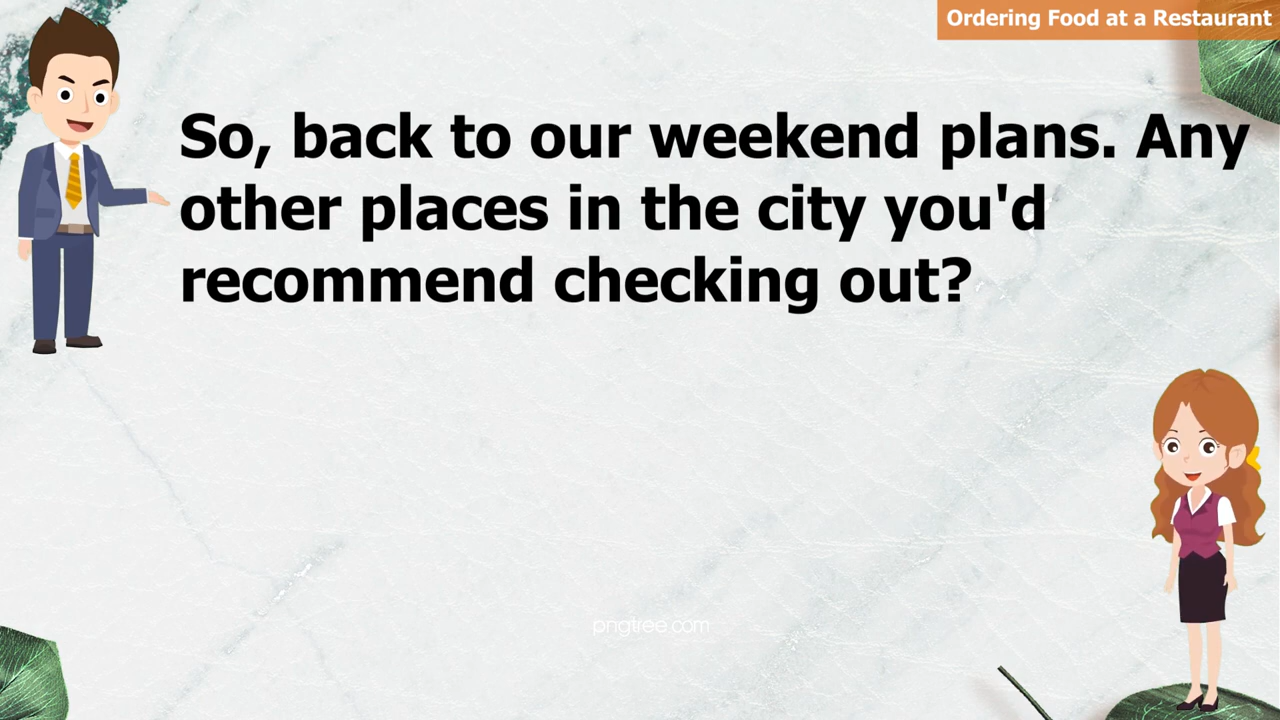 Ordering Food at a Restaurant
So, back to our weekend plans. Any
other places in the city you'd
recommend checking out?
pngtree.com